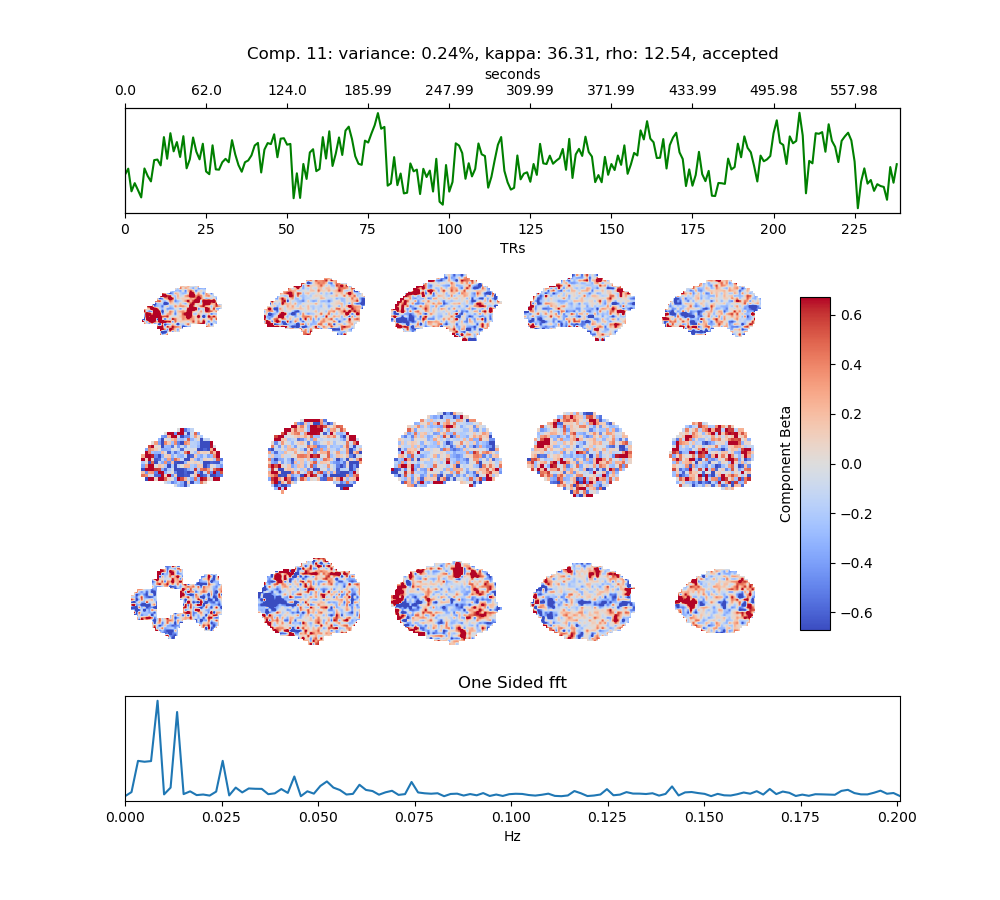 Comp. 11: variance: 0.24%, kappa: 36.31, rho: 12.54, accepted
seconds
0.0 62.0 124.0 185.99 247.99 309.99 371.99 433.99 495.98 557.98
0 25 50 75 100 125 150 175 200 225
TRs
0.6
0.4
0.2
0.0
−0.2
−0.4
−0.6
Component Beta
One Sided fft
0.000 0.025 0.050 0.075 0.100 0.125 0.150 0.175 0.200
Hz